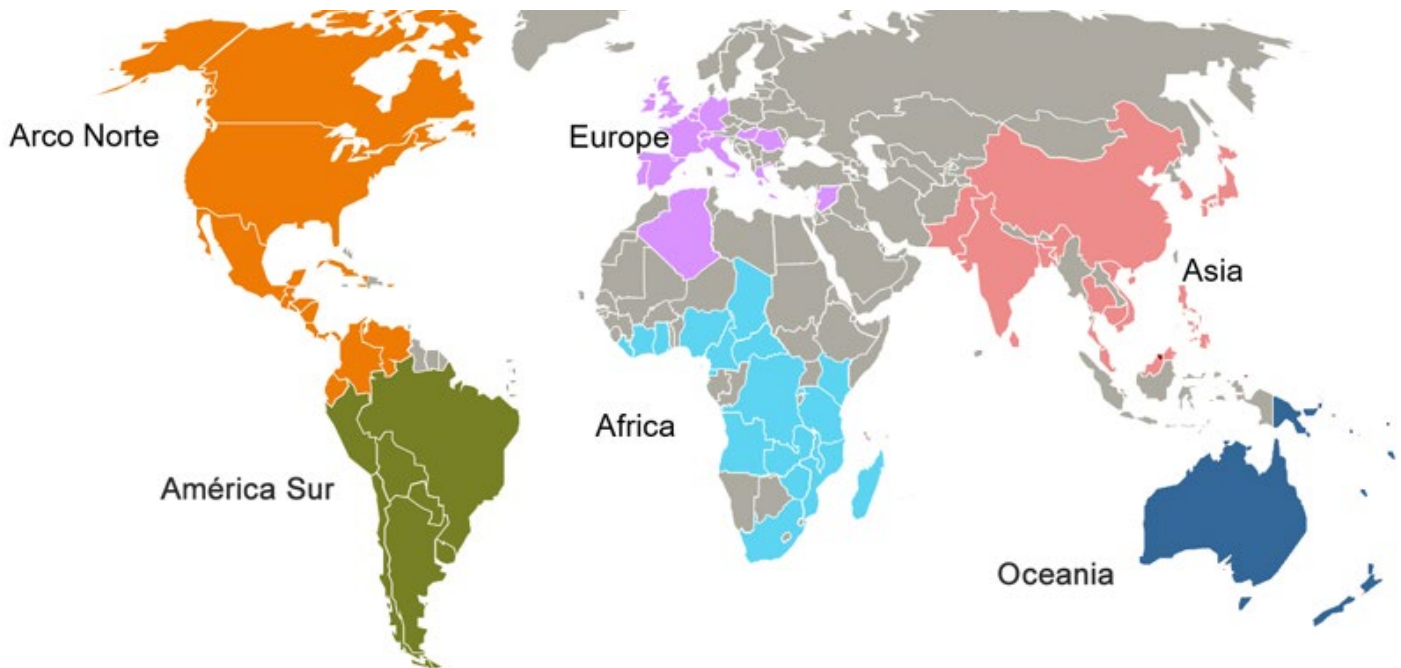 Arco Norte
Europe
Asia
Africa
América Sur
Oceania